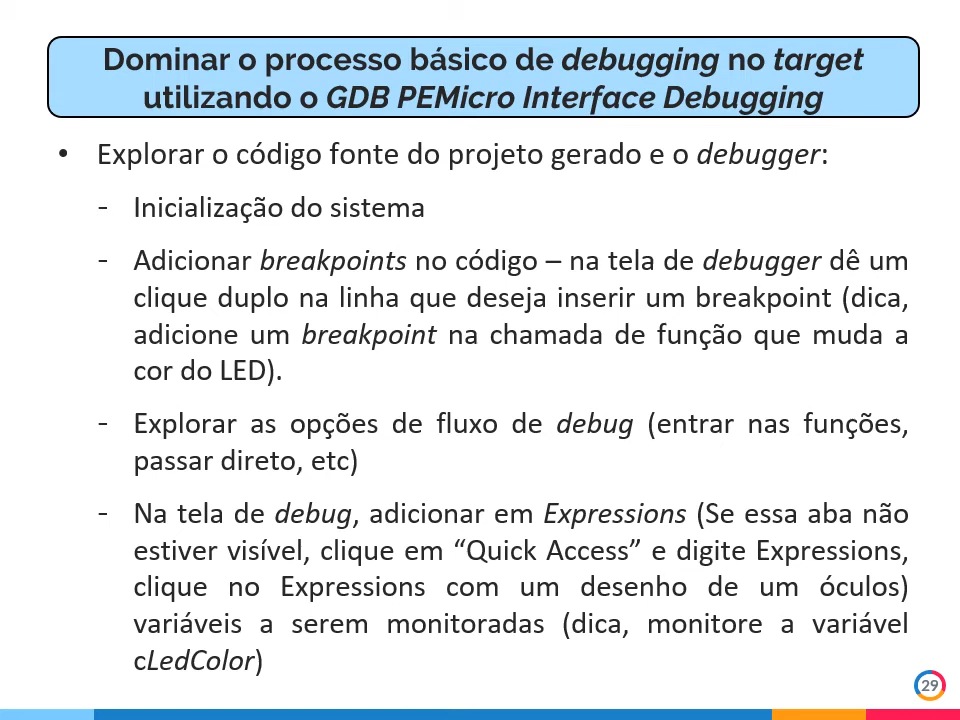 Dominar o processo básico de debugging no target
utilizando o GDB PEMicro Interface Debugging
• Explorar o código fonte do projeto gerado e o debugger:
- Inicialização do sistema
- Adicionar breakpoints no código – na tela de debugger dê um
clique duplo na linha que deseja inserir um breakpoint (dica,
adicione um breakpoint na chamada de função que muda a
cor do LED).
- Explorar as opções de fluxo de debug (entrar nas funções,
passar direto, etc)
- Na tela de debug, adicionar em Expressions (Se essa aba não
estiver visível, clique em “Quick Access” e digite Expressions,
clique no Expressions com um desenho de um óculos)
variáveis a serem monitoradas (dica, monitore a variável
cLedColor)
29